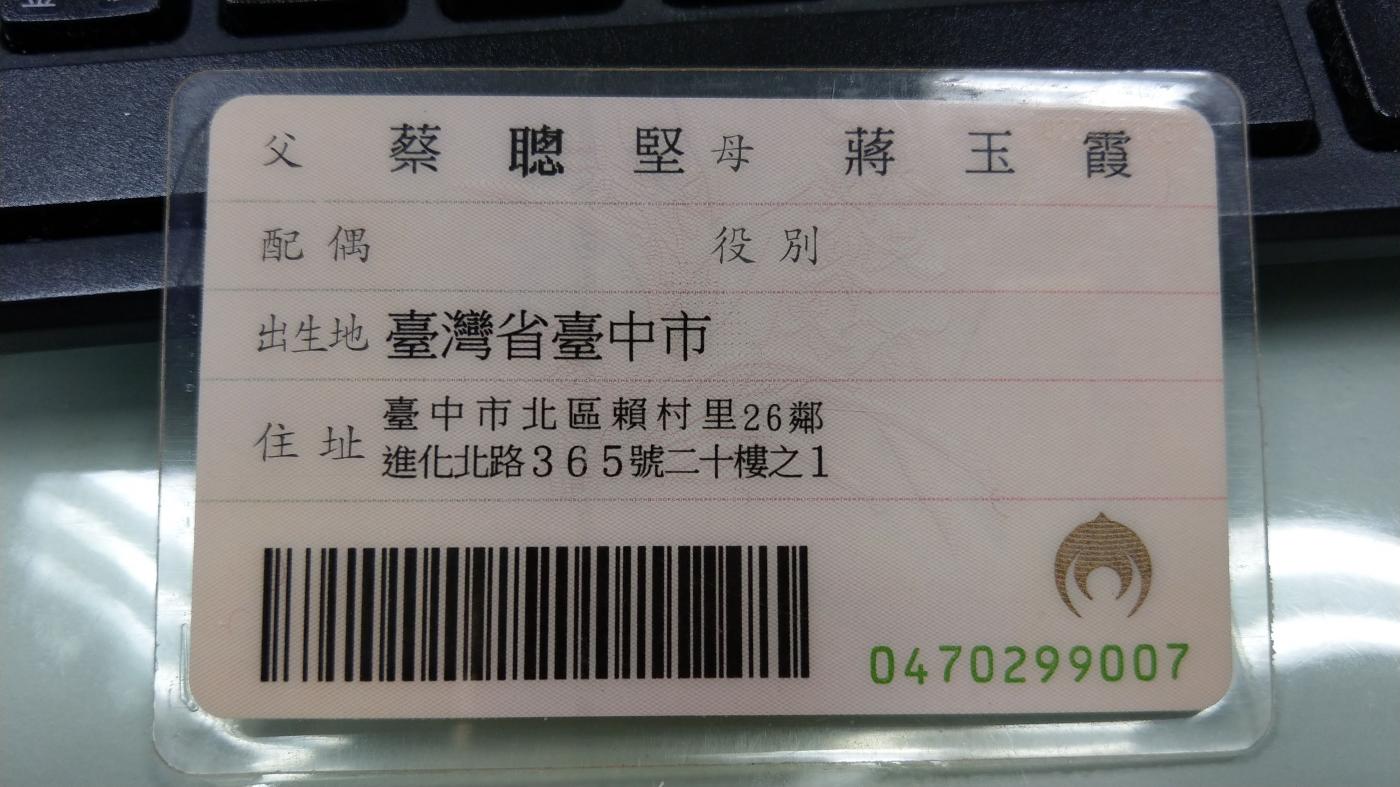 父 蔡 聰 堅 母 蔣 玉 霞
配 偶 役 別
出生地 臺灣省臺中市
住 址 臺中市北區賴村里26鄰
進化北路365號二十樓之1
0470299007